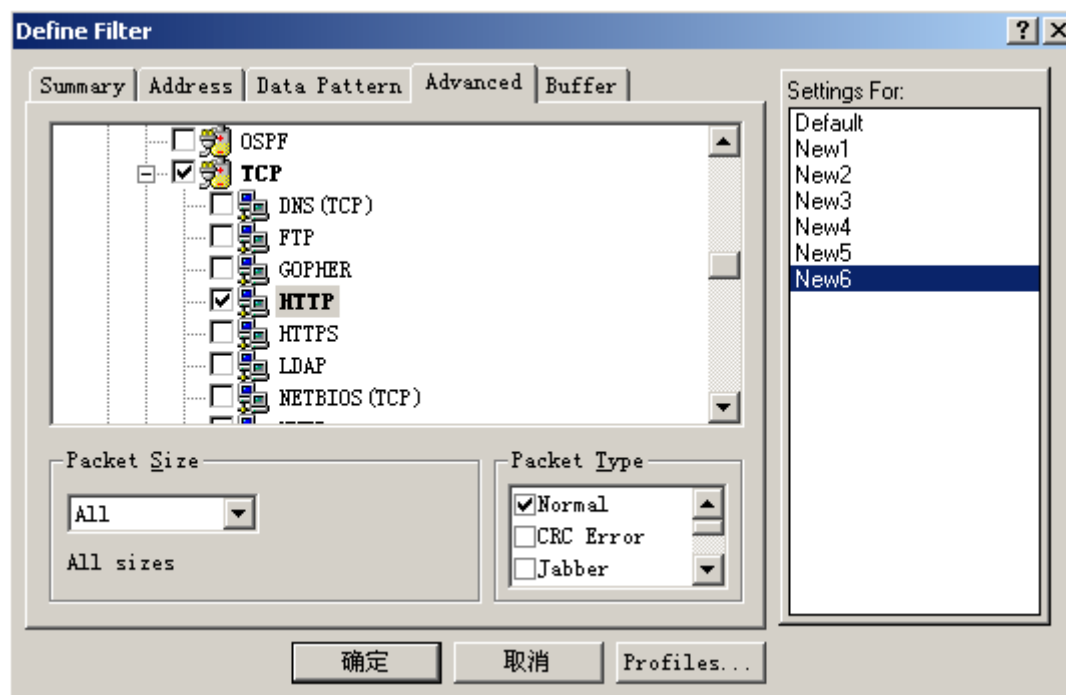 Define Filter
Summary Address Data Pattern Advanced Buffer
OSPF
TCP
DNS(TCP)
FTP
GOPHER
HTTP
HTTPS
LDAP
NETBIOS(TCP)
Packet Size
All
All sizes
Packet Type
Normal
CRC Error
Jabber
Settings For:
Default
New1
New2
New3
New4
New5
New6
确定 取消 Profiles...